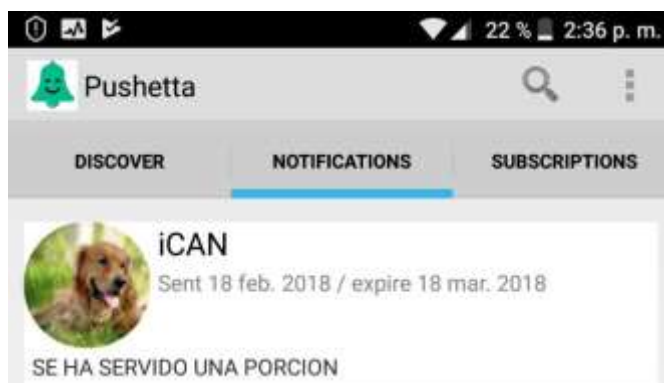 22 % 2:36 p. m.
Pushetta
DISCOVER NOTIFICATIONS SUBSCRIPTIONS
iCAN
Sent 18 feb. 2018 / expire 18 mar. 2018
SE HA SERVIDO UNA PORCION